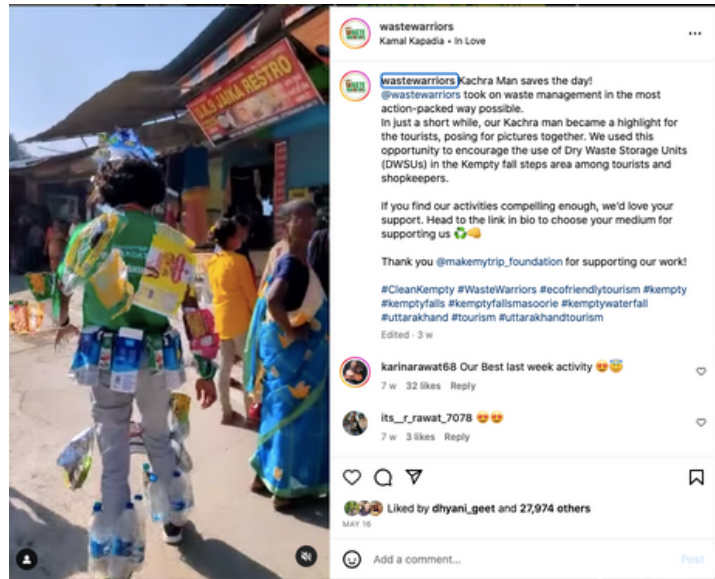 wastewarriors
Kamal Kapadia • In Love
wastewarriors Kachra Man saves the day!
@wastewarriors took on waste management in the most
action-packed way possible.
In just a short while, our Kachra man became a highlight for
the tourists, posing for pictures together. We used this
opportunity to encourage the use of Dry Waste Storage Units
(DWSUs) in the Kempty fall steps area among tourists and
shopkeepers.
If you find our activities compelling enough, we'd love your
support. Head to the link in bio to choose your medium for
supporting us ♻️👊
Thank you @makemytrip_foundation for supporting our work!
#CleanKempty #WasteWarriors #ecofriendlytourism #kempty
#kemptyfalls #kemptyfallsmasoorie #kemptywaterfall
#uttarakhand #tourism #uttarakhandtourism
Edited · 3 w
karinarawat68 Our Best last week activity 😍😇
7 w 32 likes Reply
its__r_rawat_7078 😍😍
7 w 3 likes Reply
Liked by dhyani_geet and 27,974 others
MAY 16
Add a comment...
Post
ZAIKA RESTRO